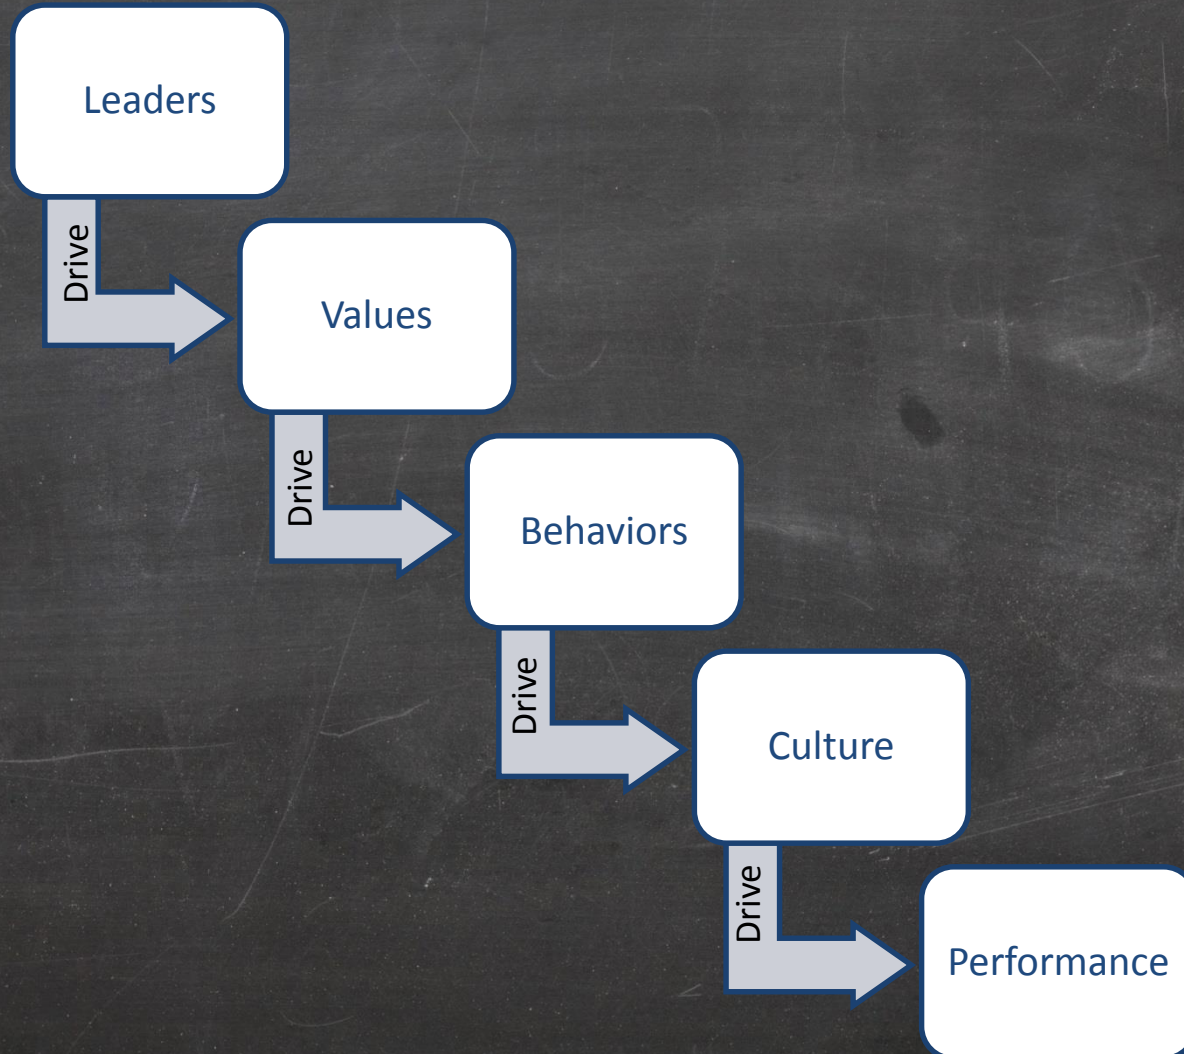 Leaders
Drive
Values
Drive
Behaviors
Drive
Culture
Drive
Performance